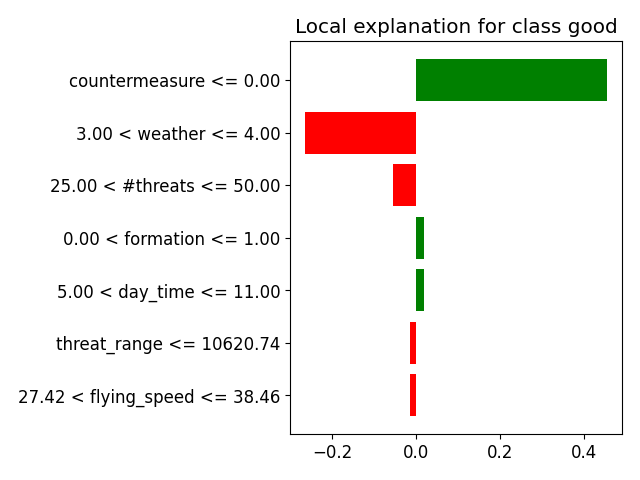 Local explanation for class good
countermeasure <= 0.00
3.00 < weather <= 4.00
25.00 < #threats <= 50.00
0.00 < formation <= 1.00
5.00 < day_time <= 11.00
threat_range <= 10620.74
27.42 < flying_speed <= 38.46
−0.2 0.0 0.2 0.4